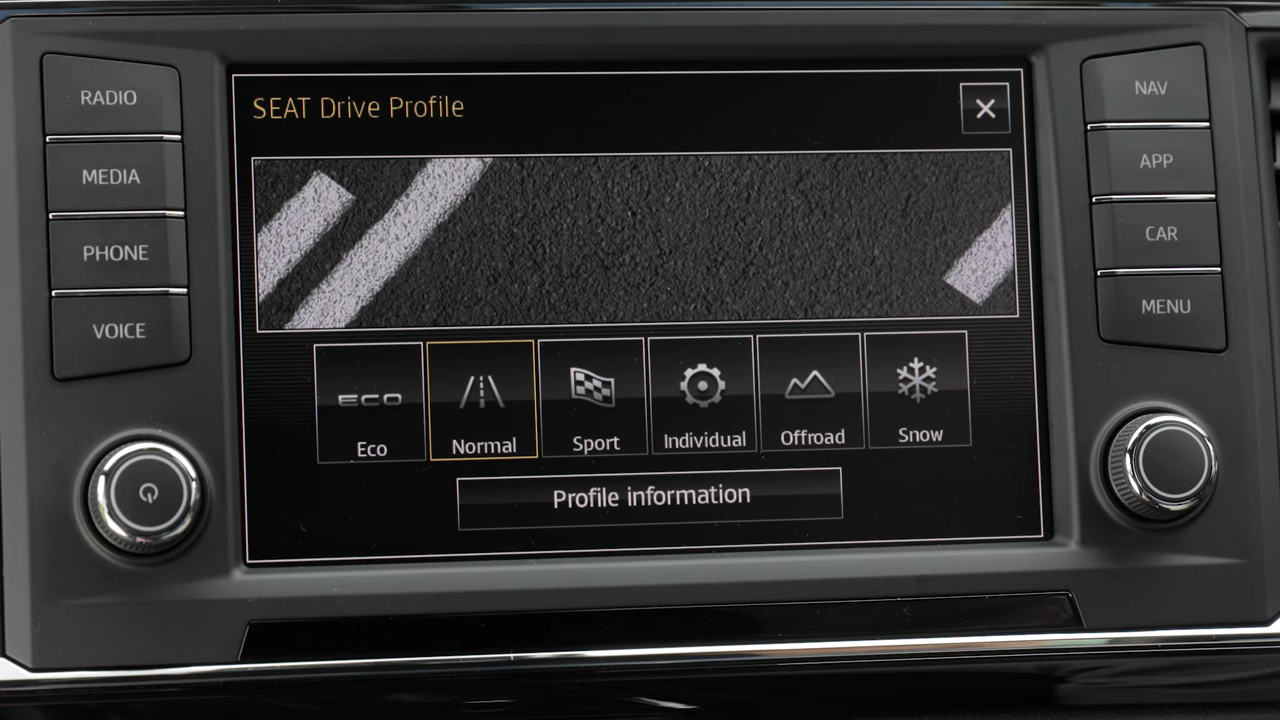 RADIO
MEDIA
PHONE
VOICE
SEAT Drive Profile
ECO
Eco
Normal
Sport
Individual
Offroad
Snow
Profile information
NAV
APP
CAR
MENU